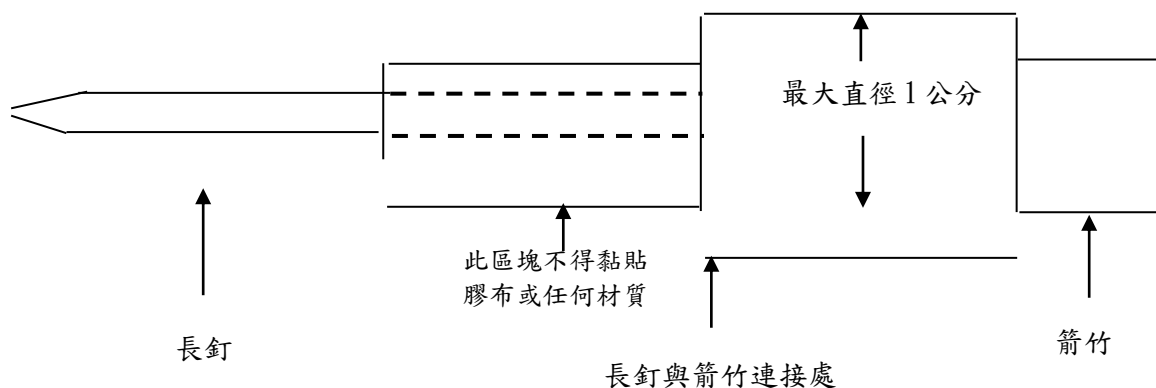 最大直徑1公分
此區塊不得黏貼
膠布或任何材質
長釘
箭竹
長釘與箭竹連接處